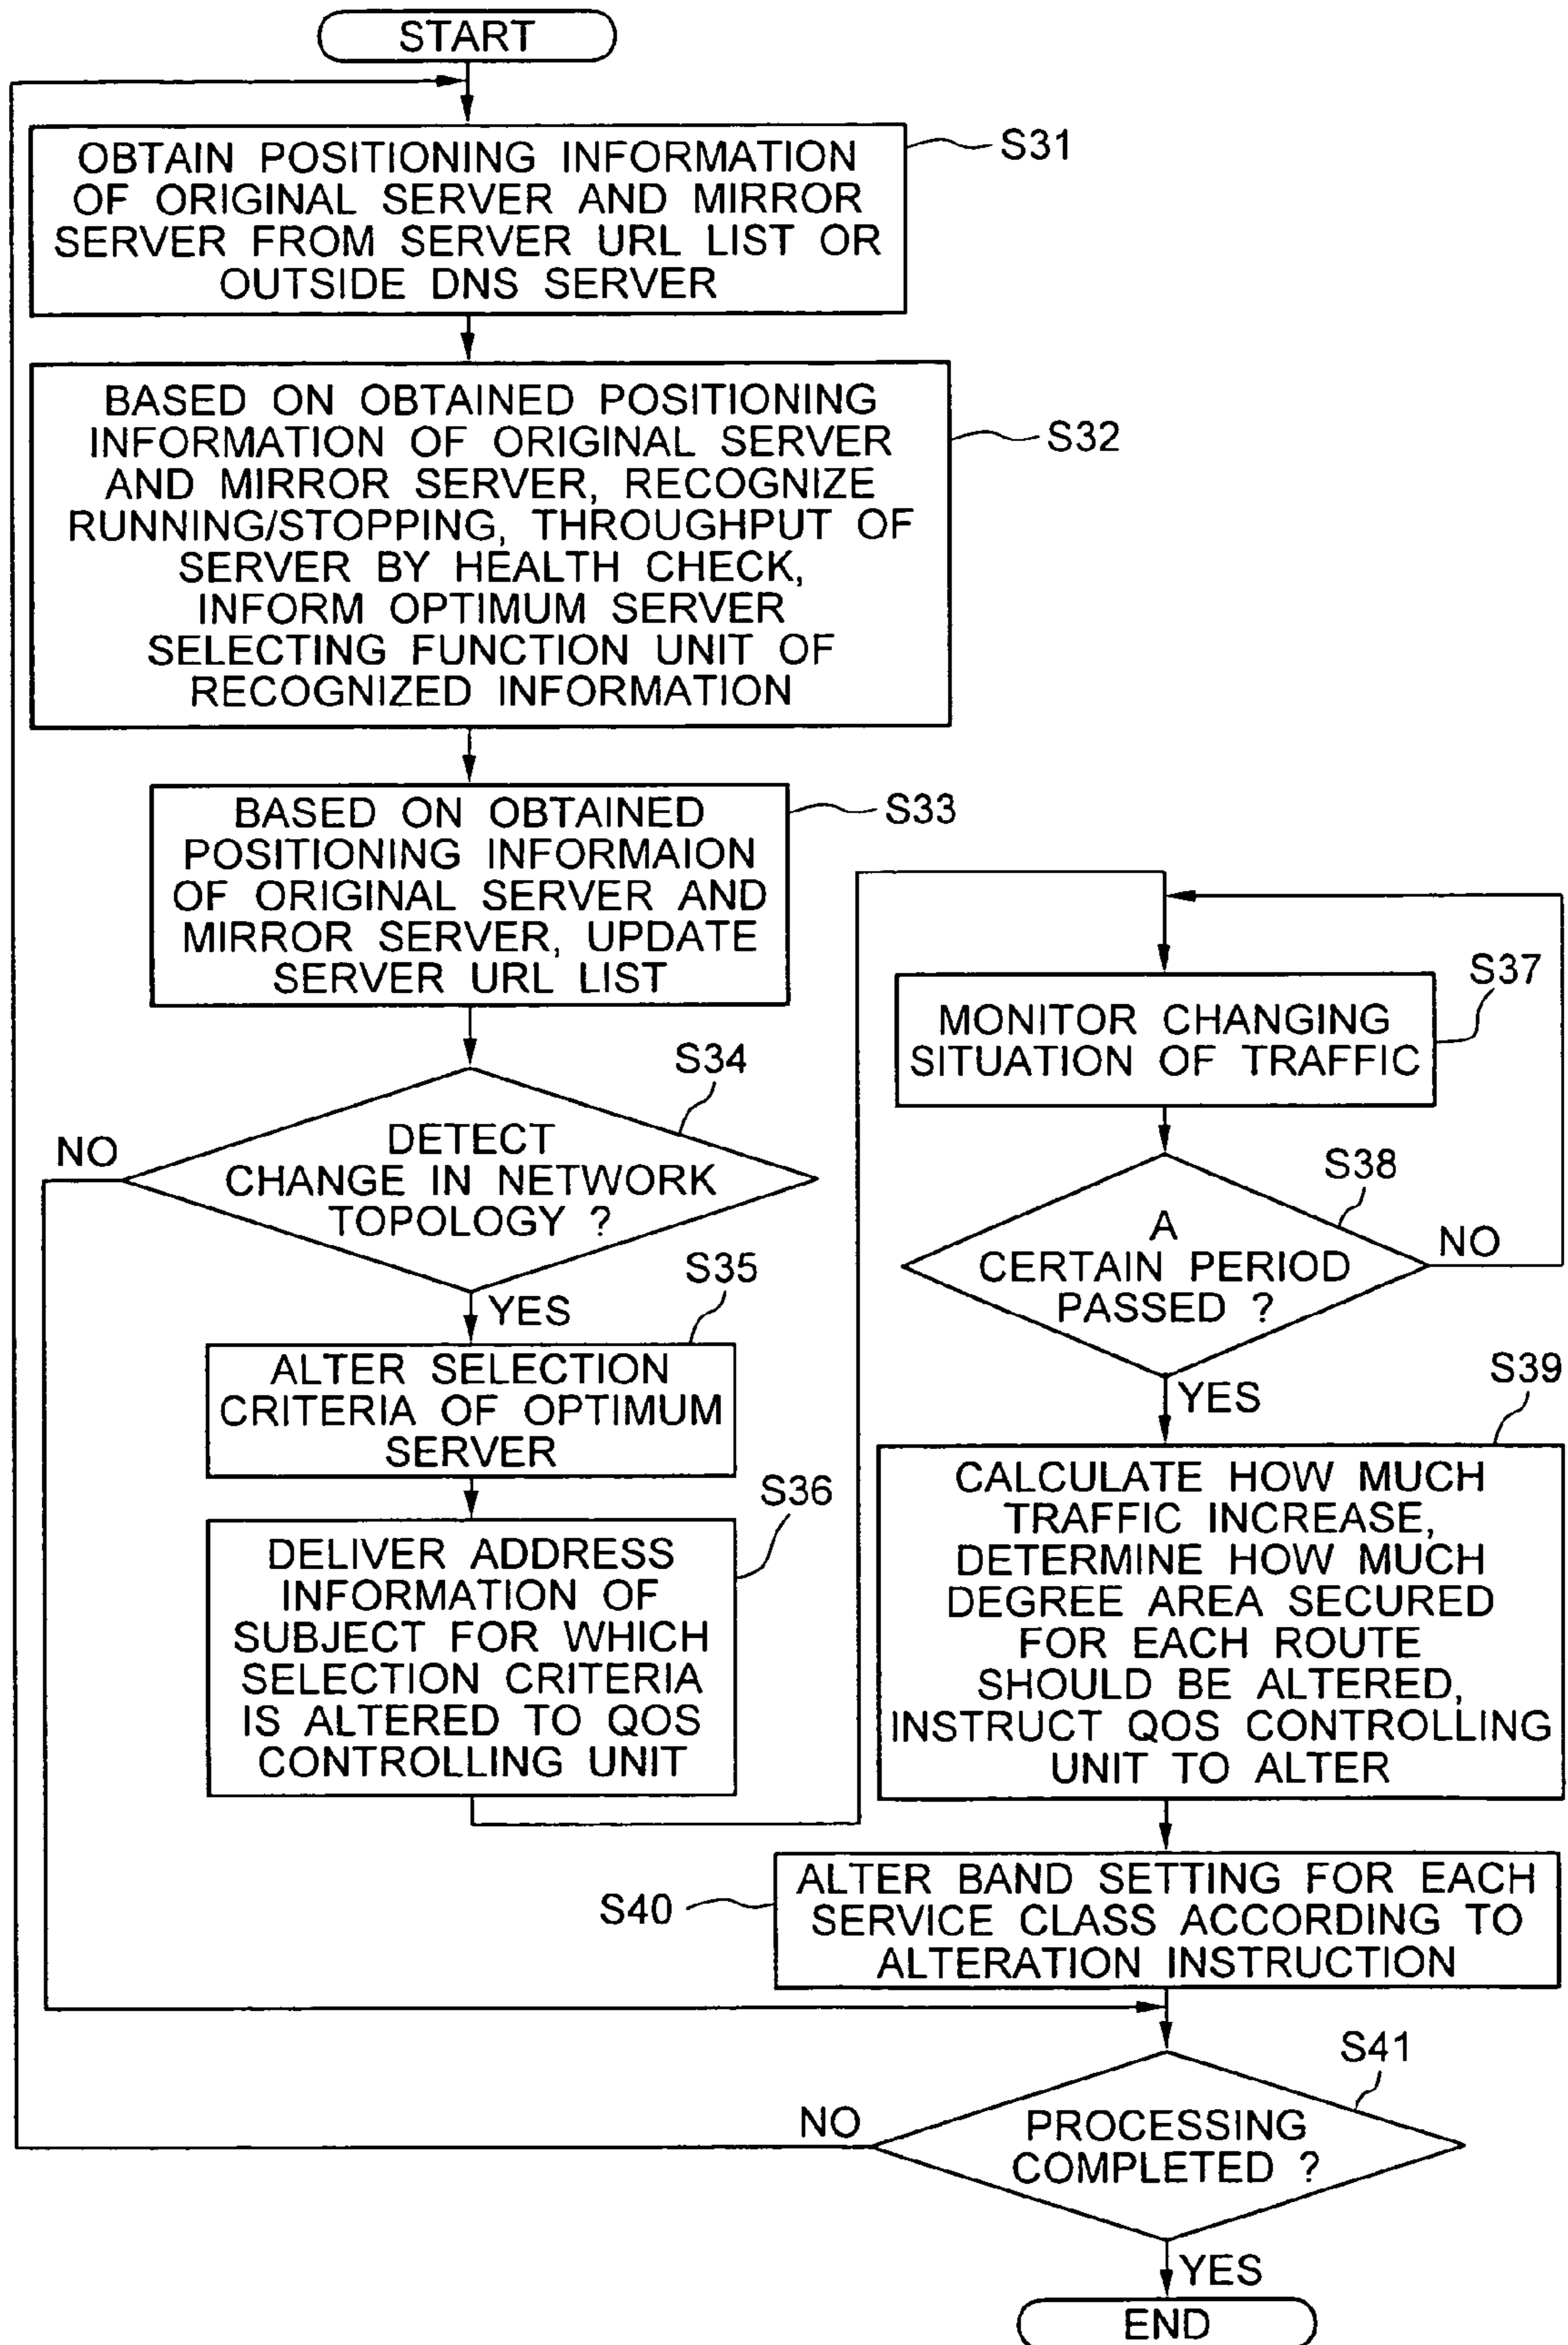 START
OBTAIN POSITIONING INFORMATION
OF ORIGINAL SERVER AND MIRROR
SERVER FROM SERVER URL LIST OR
OUTSIDE DNS SERVER
S31
BASED ON OBTAINED POSITIONING
INFORMATION OF ORIGINAL SERVER
AND MIRROR SERVER, RECOGNIZE
RUNNING/STOPPING, THROUGHPUT OF
SERVER BY HEALTH CHECK,
INFORM OPTIMUM SERVER
SELECTING FUNCTION UNIT OF
RECOGNIZED INFORMATION
S32
BASED ON OBTAINED
POSITIONING INFORMAION
OF ORIGINAL SERVER AND
MIRROR SERVER, UPDATE
SERVER URL LIST
S33
DETECT
CHANGE IN NETWORK
TOPOLOGY ?
S34
NO
YES
ALTER SELECTION
CRITERIA OF OPTIMUM
SERVER
S35
DELIVER ADDRESS
INFORMATION OF
SUBJECT FOR WHICH
SELECTION CRITERIA
IS ALTERED TO QOS
CONTROLLING UNIT
S36
MONITOR CHANGING
SITUATION OF TRAFFIC
S37
A
CERTAIN PERIOD
PASSED ?
S38
NO
YES
CALCULATE HOW MUCH
TRAFFIC INCREASE,
DETERMINE HOW MUCH
DEGREE AREA SECURED
FOR EACH ROUTE
SHOULD BE ALTERED,
INSTRUCT QOS CONTROLLING
UNIT TO ALTER
S39
ALTER BAND SETTING FOR EACH
SERVICE CLASS ACCORDING TO
ALTERATION INSTRUCTION
S40
PROCESSING
COMPLETED ?
S41
NO
YES
END